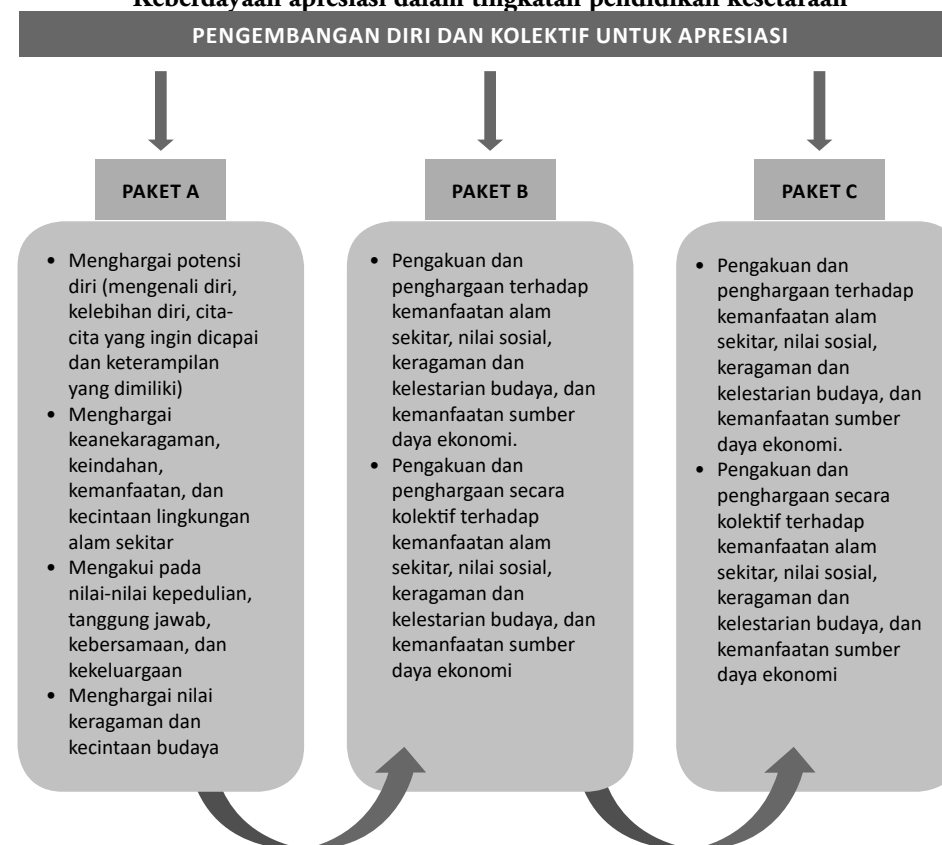 Keberdayaan apresiasi dalam tingkatan pendidikan kesetaraan
PENGEMBANGAN DIRI DAN KOLEKTIF UNTUK APRESIASI
PAKET A
• Menghargai potensi
diri (mengenali diri,
kelebihan diri, cita-
cita yang ingin dicapai
dan keterampilan
yang dimiliki)
• Menghargai
keanekaragaman,
keindahan,
kemanfaatan, dan
kecintaan lingkungan
alam sekitar
• Mengakui pada
nilai-nilai kepedulian,
tanggung jawab,
kebersamaan, dan
kekeluargaan
• Menghargai nilai
keragaman dan
kecintaan budaya
PAKET B
• Pengakuan dan
penghargaan terhadap
kemanfaatan alam
sekitar, nilai sosial,
keragaman dan
kelestarian budaya, dan
kemanfaatan sumber
daya ekonomi.
• Pengakuan dan
penghargaan secara
kolektif terhadap
kemanfaatan alam
sekitar, nilai sosial,
keragaman dan
kelestarian budaya, dan
kemanfaatan sumber
daya ekonomi
PAKET C
• Pengakuan dan
penghargaan terhadap
kemanfaatan alam
sekitar, nilai sosial,
keragaman dan
kelestarian budaya, dan
kemanfaatan sumber
daya ekonomi.
• Pengakuan dan
penghargaan secara
kolektif terhadap
kemanfaatan alam
sekitar, nilai sosial,
keragaman dan
kelestarian budaya, dan
kemanfaatan sumber
daya ekonomi